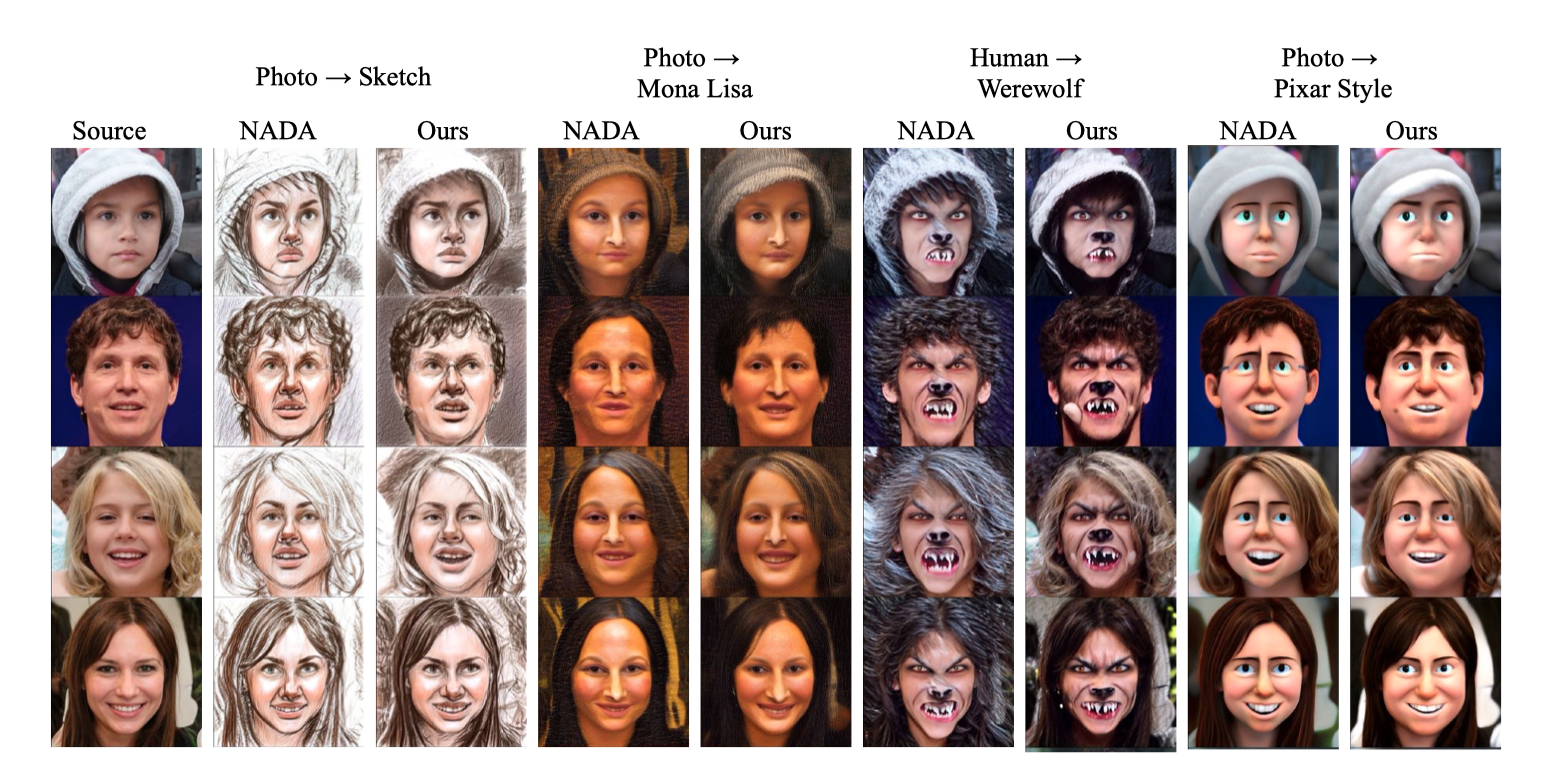 Photo → Sketch
Photo →
Mona Lisa
Human →
Werewolf
Photo →
Pixar Style
Source
NADA
Ours
NADA
Ours
NADA
Ours
NADA
Ours